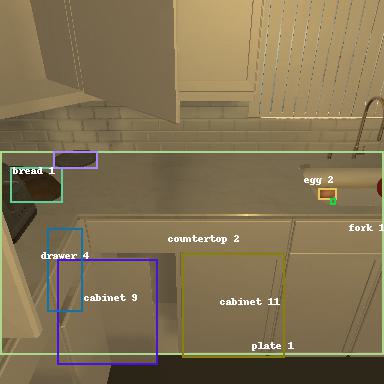 bread 1
egg 2
fork 1
countertop 2
drawer 4
cabinet 9
cabinet 11
plate 1